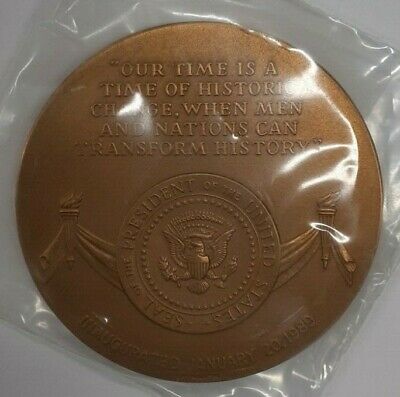 "OUR TIME IS A
TIME OF HISTORIC
CHANGE, WHEN MEN
AND NATIONS CAN
TRANSFORM HISTORY"
SEAL OF THE PRESIDENT OF THE UNITED STATES
INAUGURATED JANUARY 20, 1989